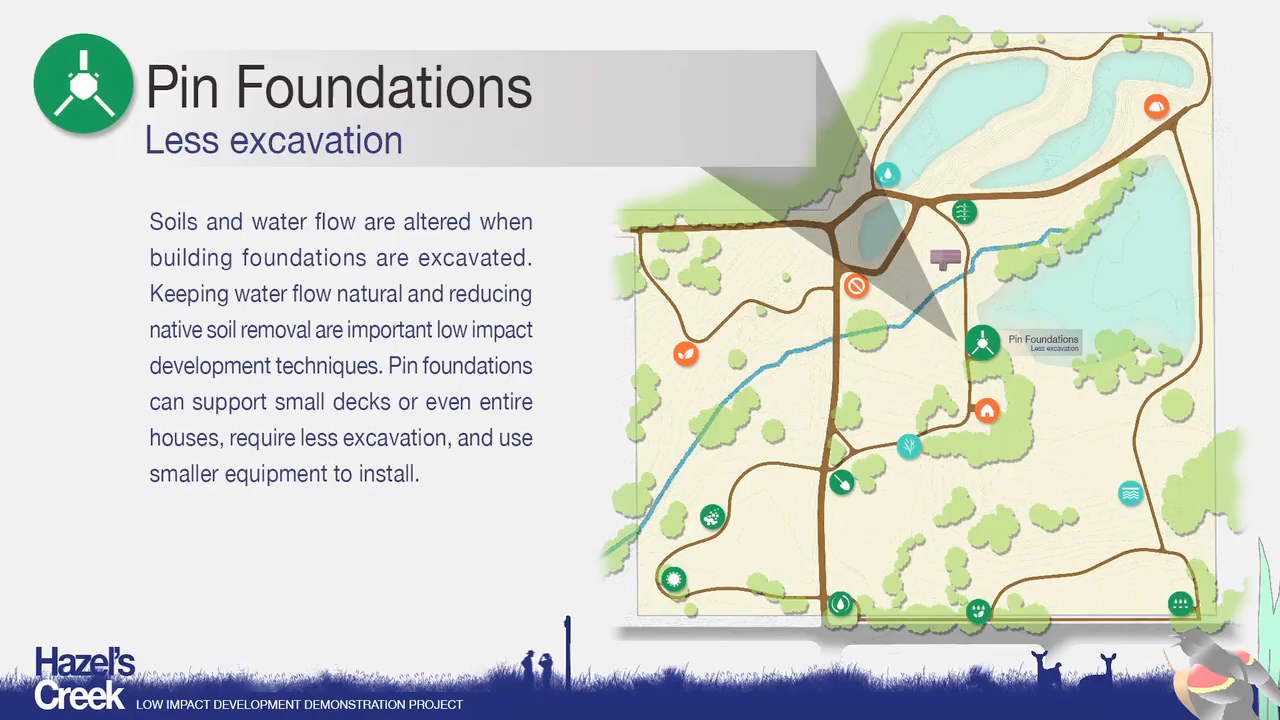 Pin Foundations
Less excavation
Soils and water flow are altered when
building foundations are excavated.
Keeping water flow natural and reducing
native soil removal are important low impact
development techniques. Pin foundations
can support small decks or even entire
houses, require less excavation, and use
smaller equipment to install.
Pin Foundations
Less excavation
Hazel's
Creek
LOW IMPACT DEVELOPMENT DEMONSTRATION PROJECT